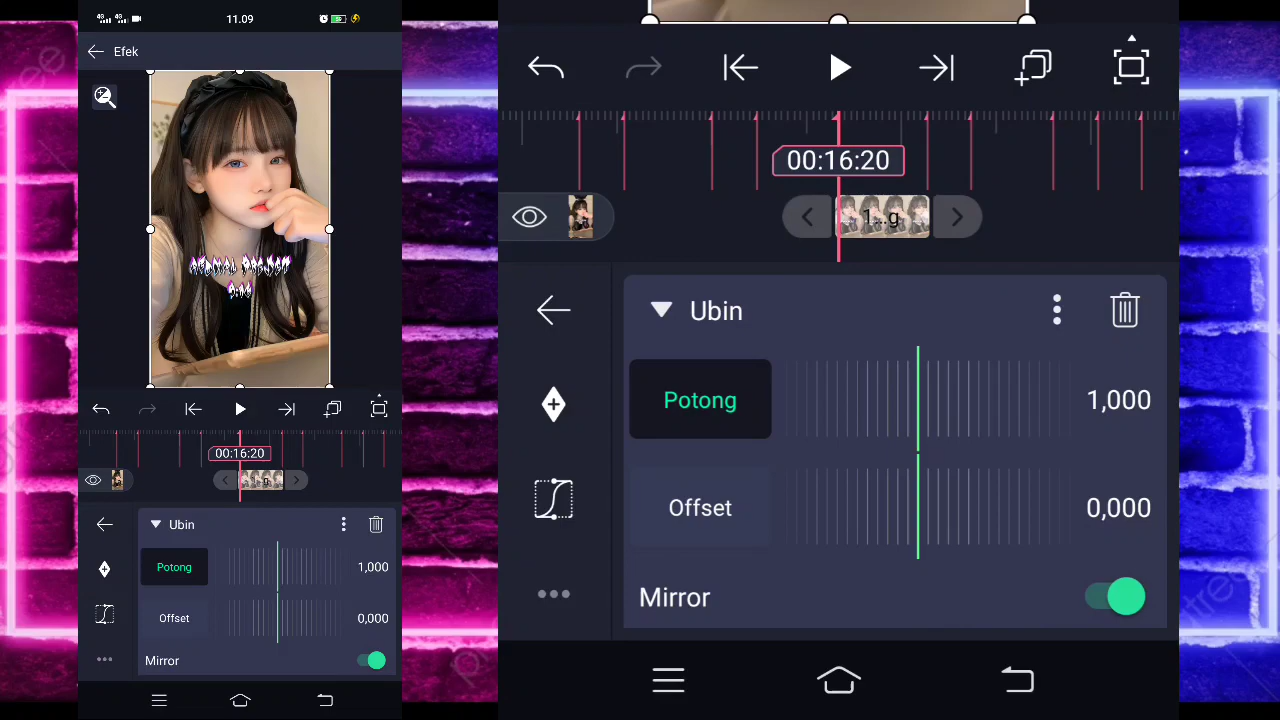 11.09
Efek
00:16:20
Ubin
Potong
1,000
Offset
0,000
Mirror
00:16:20
1...g
Ubin
Potong
1,000
Offset
0,000
Mirror